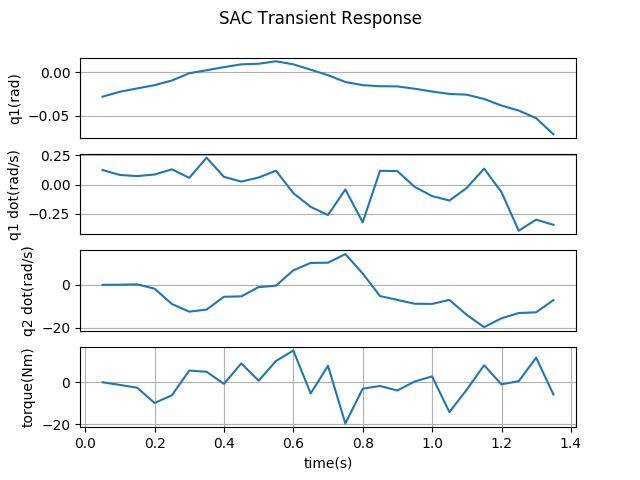 SAC Transient Response
q1(rad)
0.00
−0.05
q1 dot(rad/s)
0.25
0.00
−0.25
q2 dot(rad/s)
0
−20
torque(Nm)
0
−20
0.0 0.2 0.4 0.6 0.8 1.0 1.2 1.4
time(s)